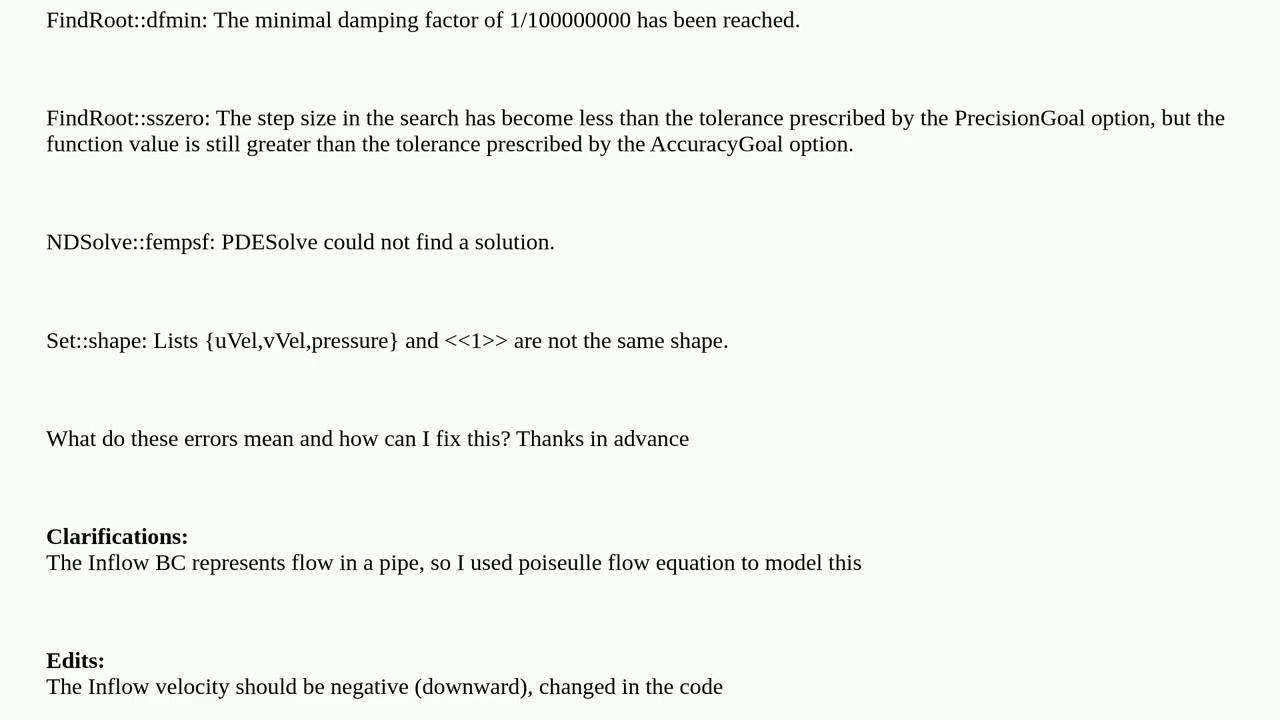 FindRoot::dfmin: The minimal damping factor of 1/100000000 has been reached.
FindRoot::sszero: The step size in the search has become less than the tolerance prescribed by the PrecisionGoal option, but the
function value is still greater than the tolerance prescribed by the AccuracyGoal option.
NDSolve::fempsf: PDESolve could not find a solution.
Set::shape: Lists {uVel,vVel,pressure} and <<1>> are not the same shape.
What do these errors mean and how can I fix this? Thanks in advance
Clarifications:
The Inflow BC represents flow in a pipe, so I used poiseulle flow equation to model this
Edits:
The Inflow velocity should be negative (downward), changed in the code